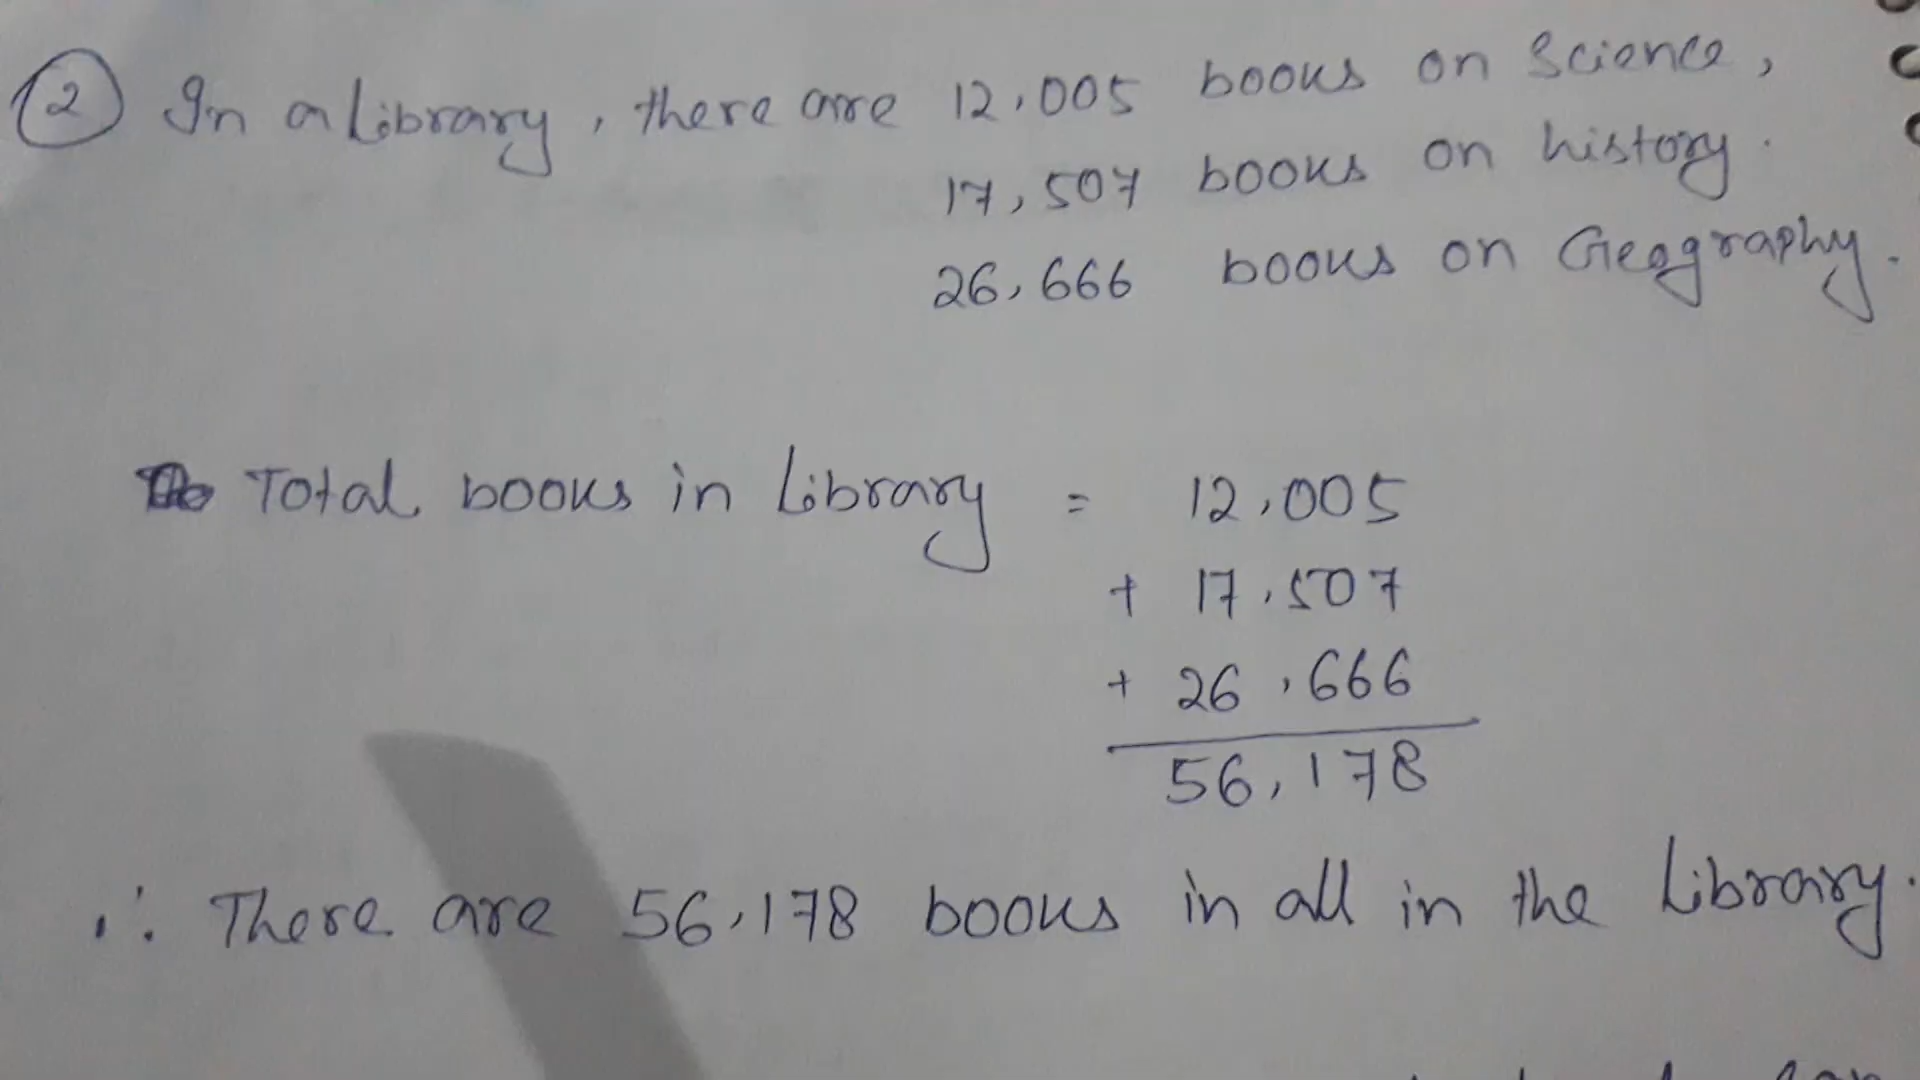 2 In a Library, there are 12,005 books on Science,
17,507 books on history.
26,666 books on Geography.
Total books in Library = 12,005
+ 17,507
+ 26,666
56,178
∴ There are 56,178 books in all in the Library.